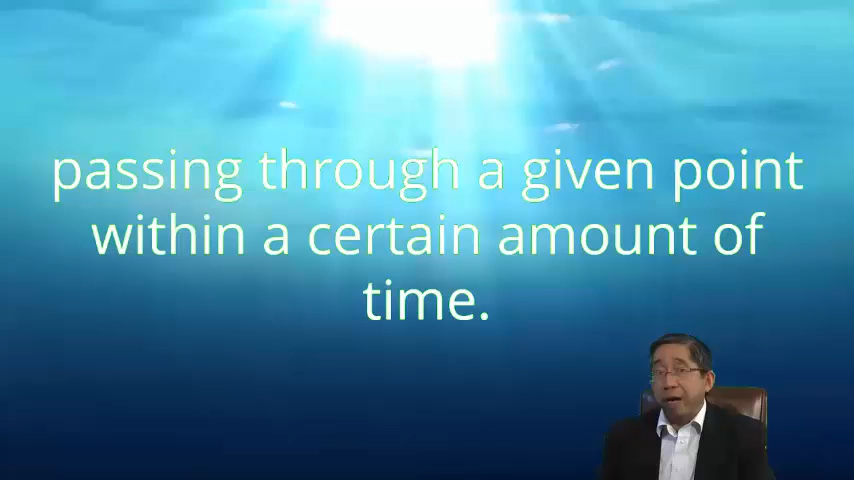 passing through a given point
within a certain amount of
time.